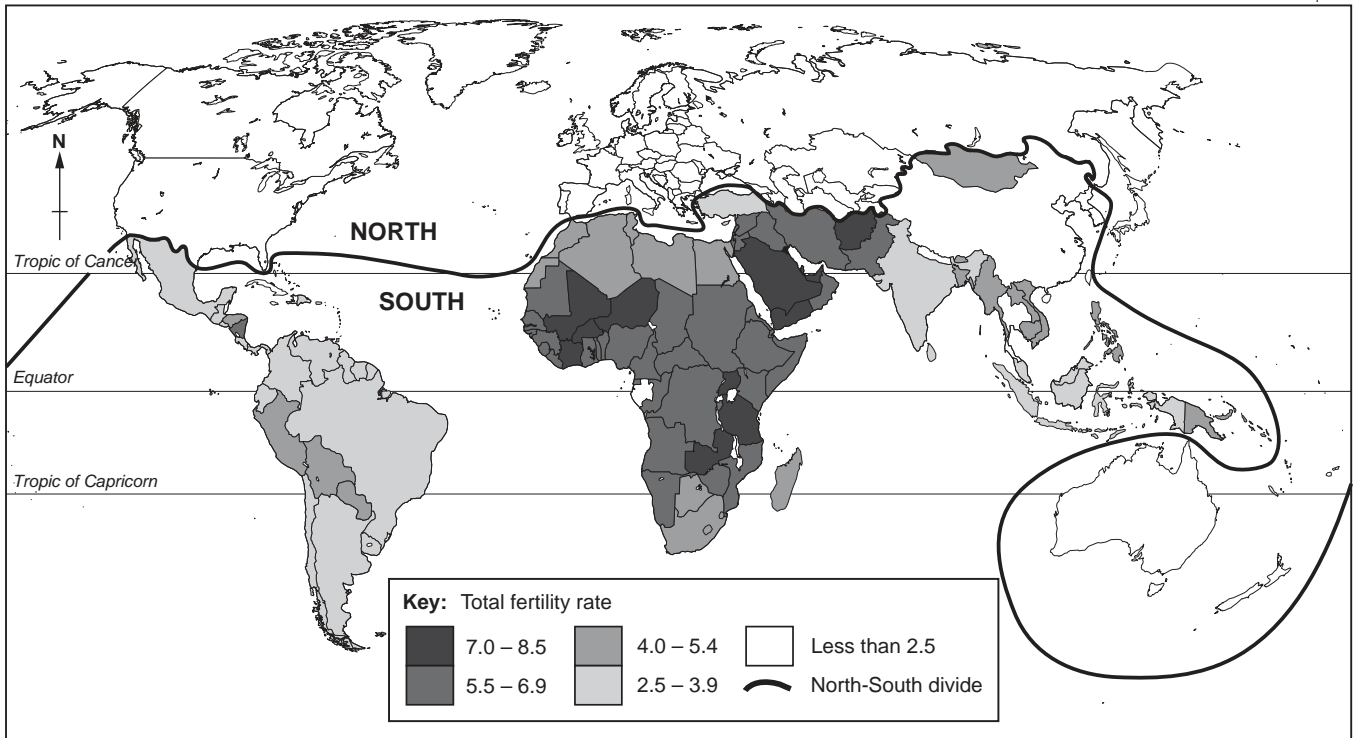 N
NORTH
Tropic of Cancer
SOUTH
Equator
Tropic of Capricorn
Key: Total fertility rate
7.0 – 8.5
4.0 – 5.4
Less than 2.5
5.5 – 6.9
2.5 – 3.9
North-South divide